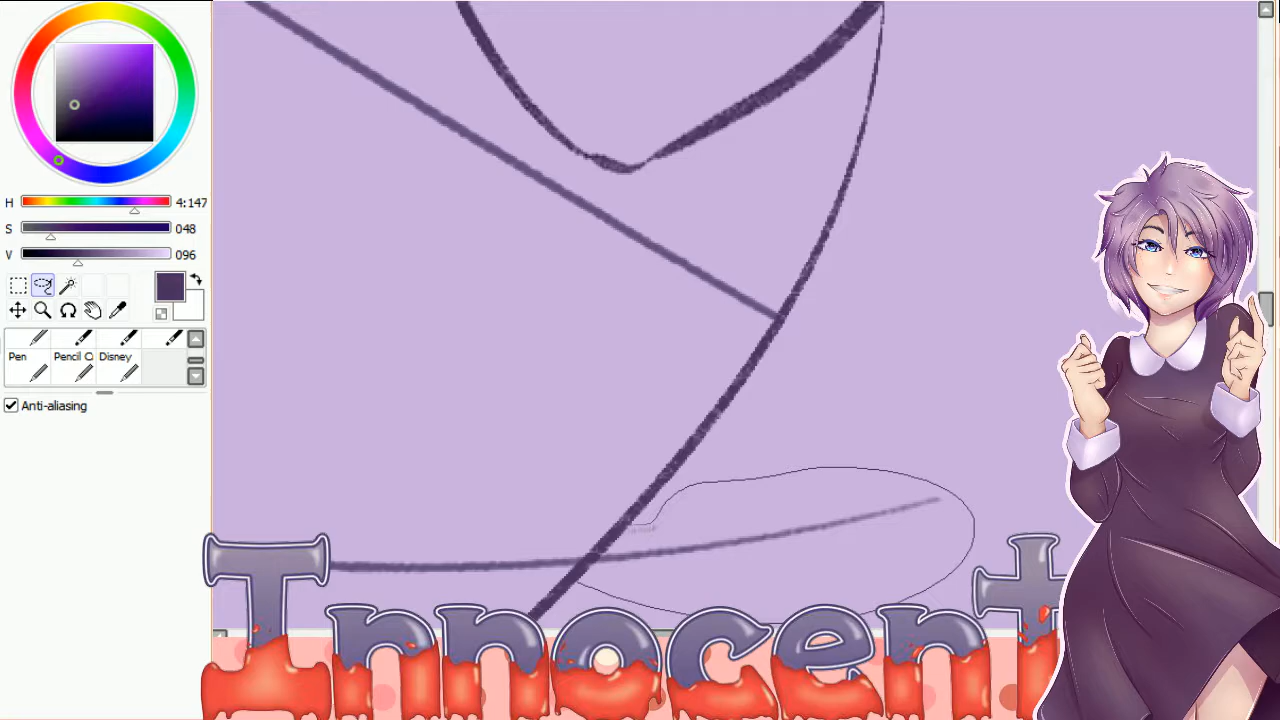 H 4:147
S 048
V 096
Pen Pencil C Disney
Anti-aliasing
Innocent